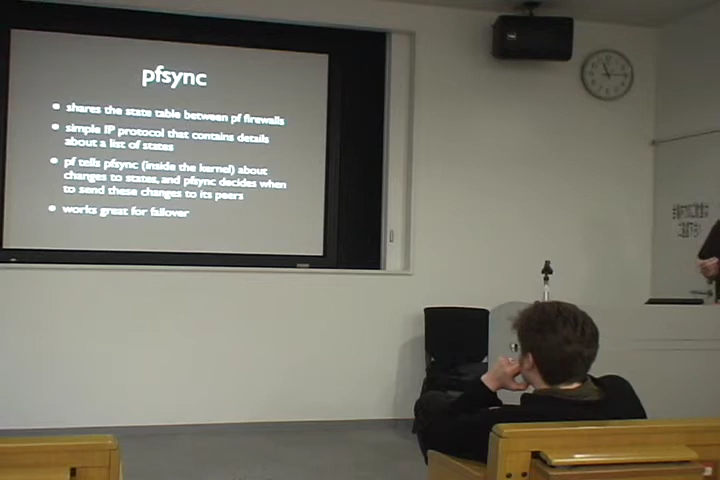 pfsync
shares the state table between pf firewalls
simple IP protocol that contains details
about a list of states
pf tells pfsync (inside the kernel) about
changes to states, and pfsync decides when
to send these changes to its peers
works great for failover